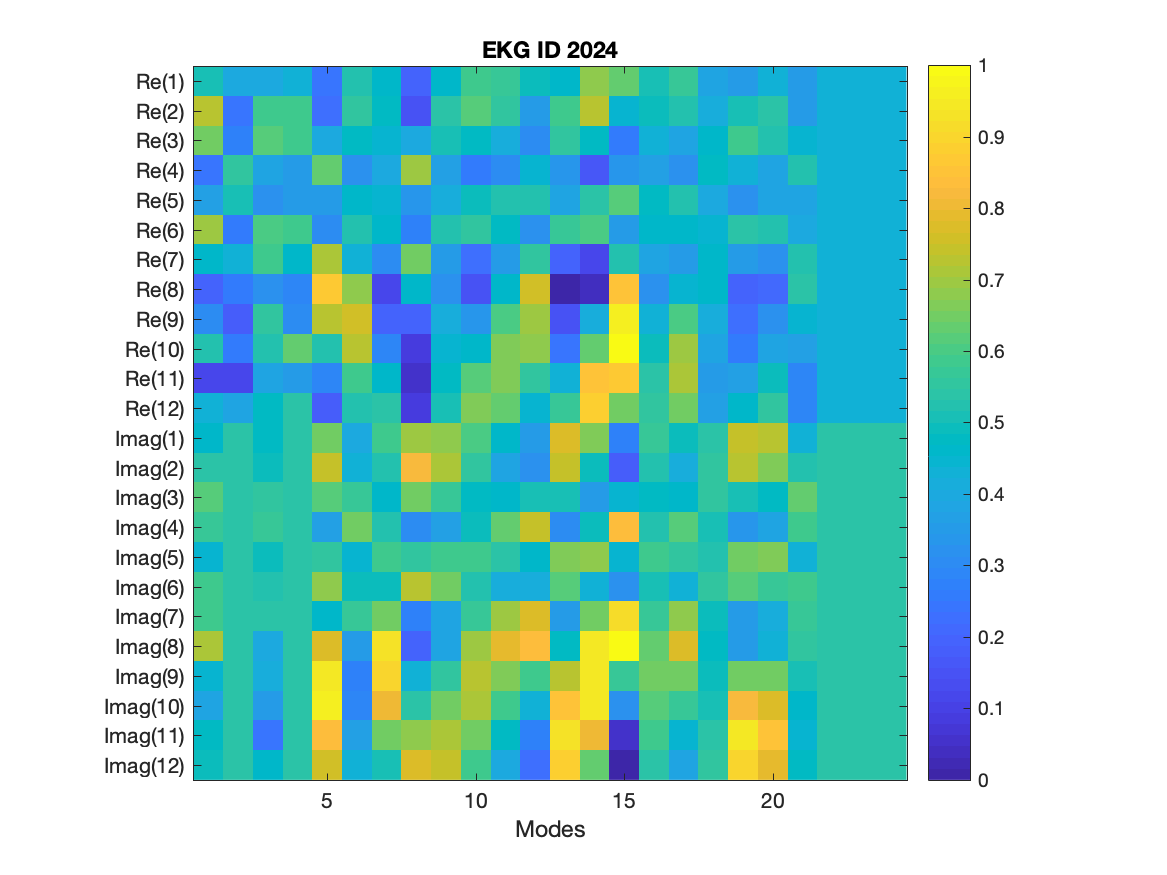 EKG ID 2024
Re(1)
Re(2)
Re(3)
Re(4)
Re(5)
Re(6)
Re(7)
Re(8)
Re(9)
Re(10)
Re(11)
Re(12)
Imag(1)
Imag(2)
Imag(3)
Imag(4)
Imag(5)
Imag(6)
Imag(7)
Imag(8)
Imag(9)
Imag(10)
Imag(11)
Imag(12)
5 10 15 20
Modes
1
0.9
0.8
0.7
0.6
0.5
0.4
0.3
0.2
0.1
0